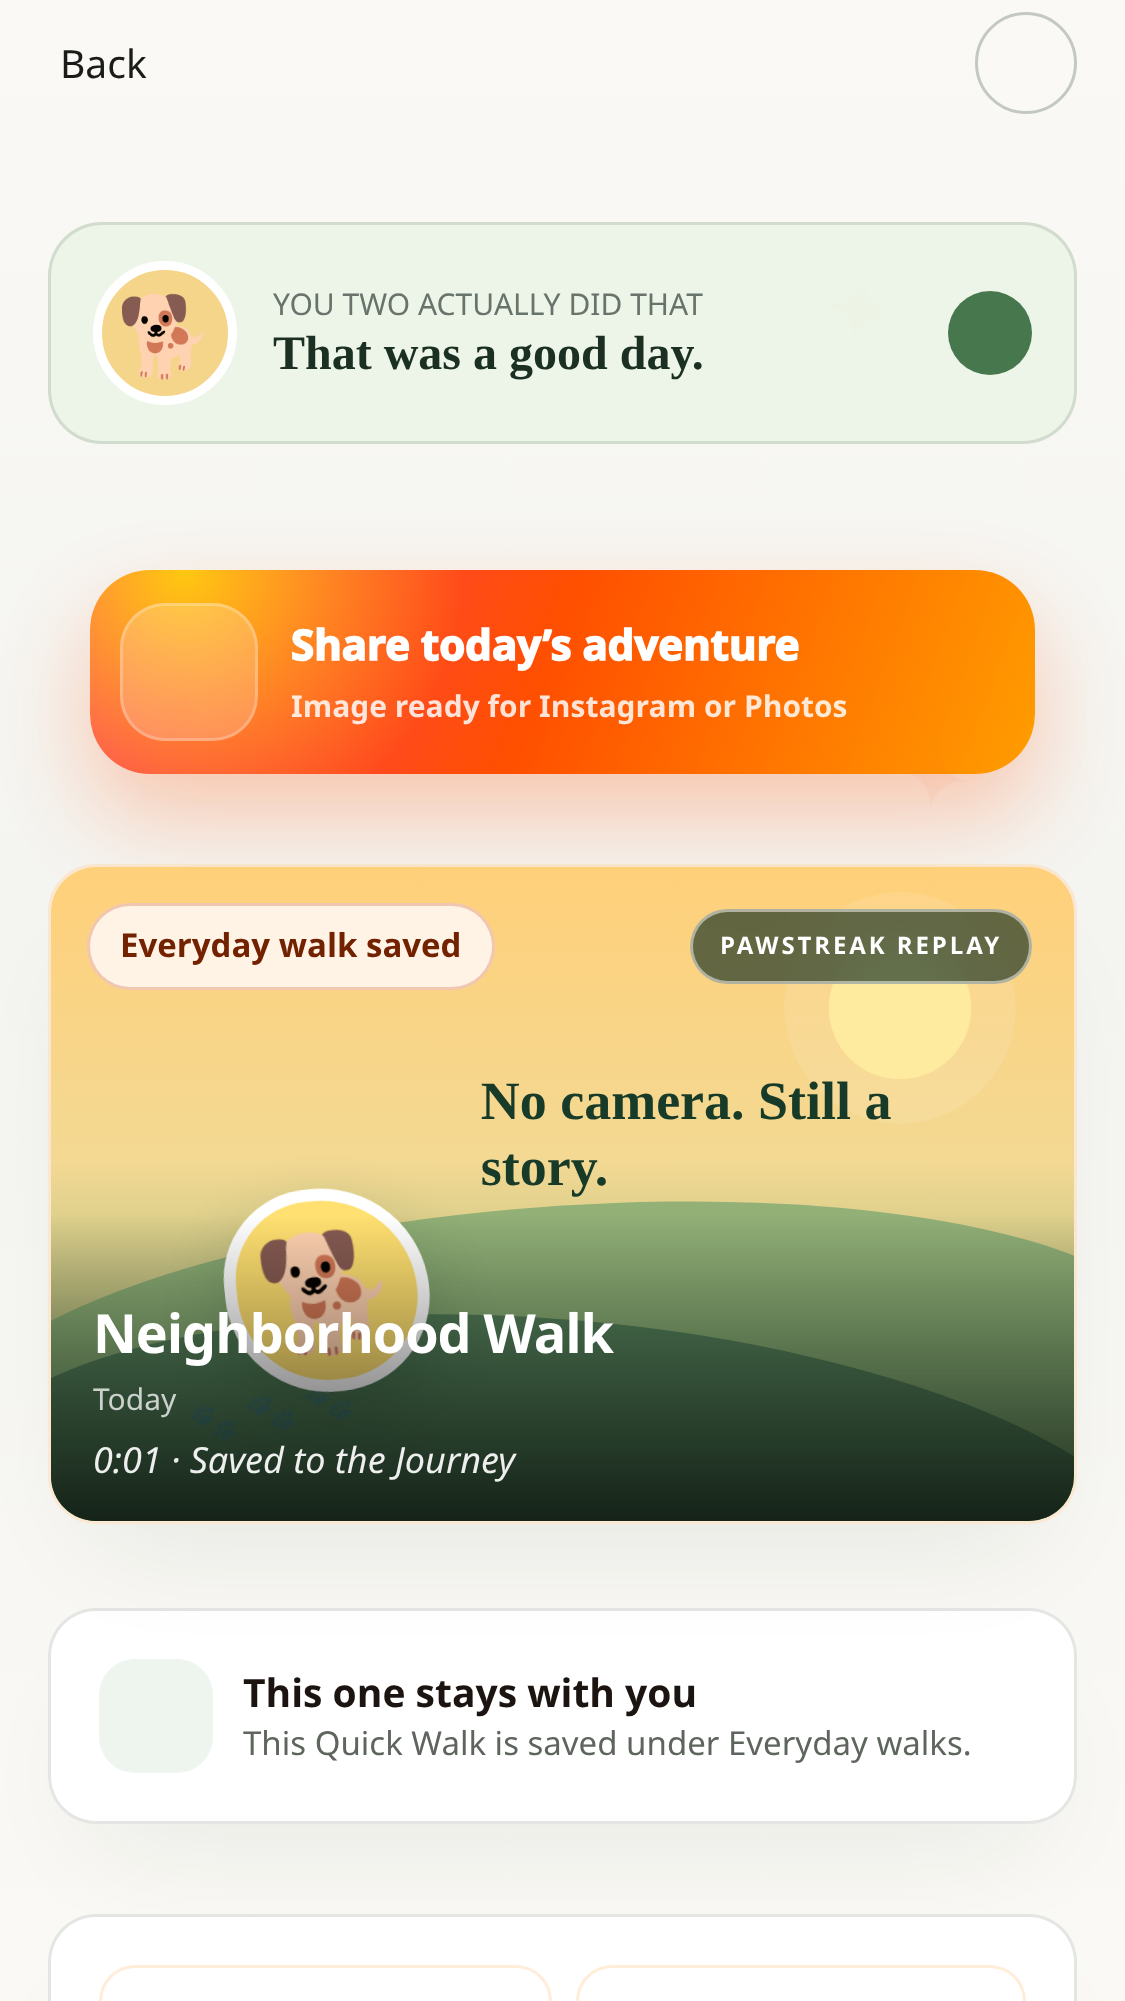 Back
YOU TWO ACTUALLY DID THAT
That was a good day.
Share today’s adventure
Image ready for Instagram or Photos
Everyday walk saved
PAWSTREAK REPLAY
No camera. Still a
story.
Neighborhood Walk
Today
0:01 · Saved to the Journey
This one stays with you
This Quick Walk is saved under Everyday walks.